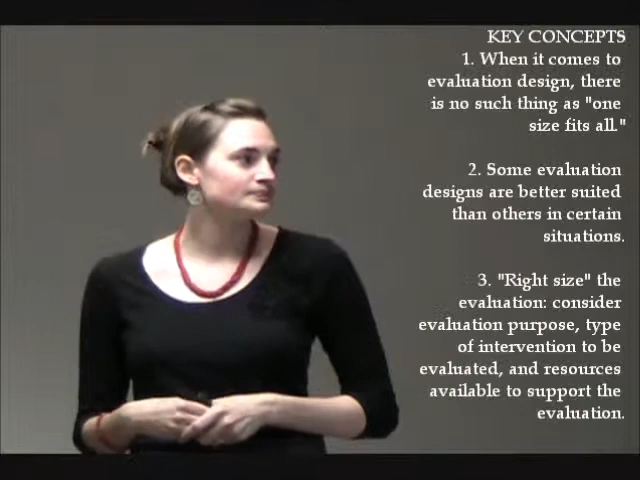 KEY CONCEPTS
1. When it comes to
evaluation design, there
is no such thing as "one
size fits all."
2. Some evaluation
designs are better suited
than others in certain
situations.
3. "Right size" the
evaluation: consider
evaluation purpose, type
of intervention to be
evaluated, and resources
available to support the
evaluation.